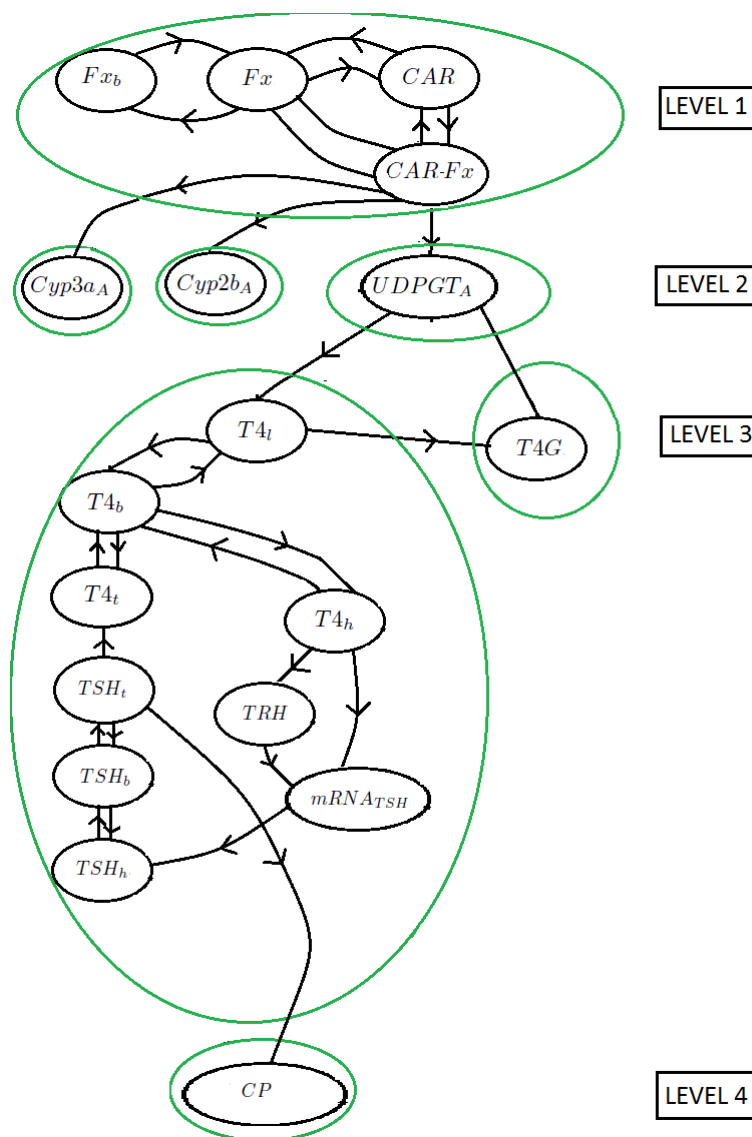 Fx_b
Fx
CAR
LEVEL 1
CAR-Fx
Cyp3a_A
Cyp2b_A
UDPGT_A
LEVEL 2
T4_l
T4G
LEVEL 3
T4_b
T4_t
T4_h
TSH_t
TRH
TSH_b
mRNA_TSH
TSH_h
CP
LEVEL 4